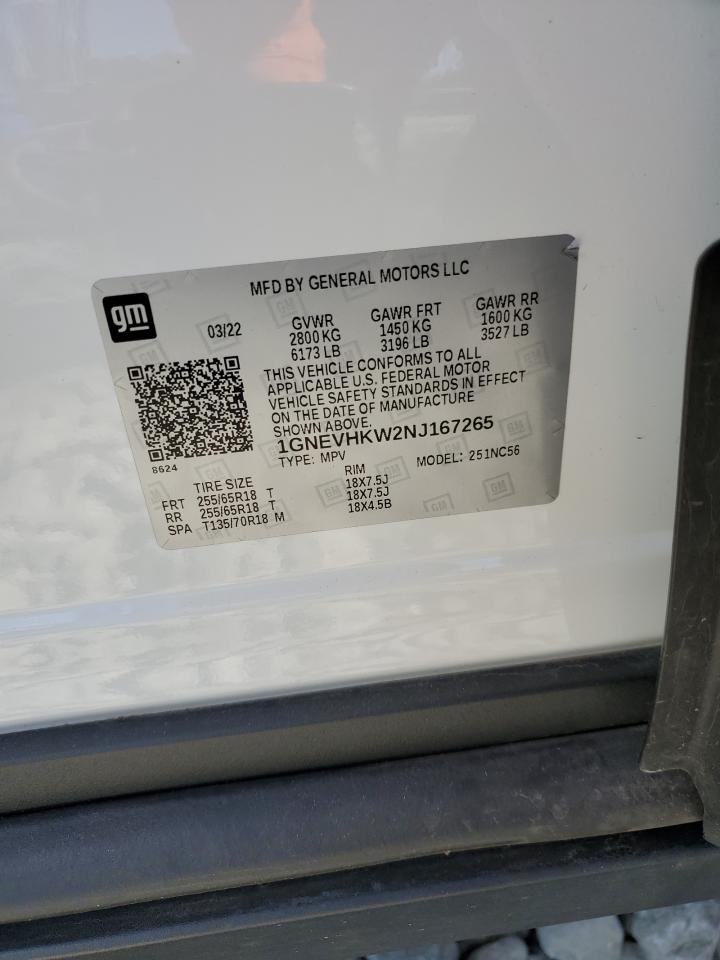 MFD BY GENERAL MOTORS LLC
gm
03/22
GVWR GAWR FRT GAWR RR
2800 KG 1450 KG 1600 KG
6173 LB 3196 LB 3527 LB
THIS VEHICLE CONFORMS TO ALL
APPLICABLE U.S. FEDERAL MOTOR
VEHICLE SAFETY STANDARDS IN EFFECT
ON THE DATE OF MANUFACTURE
SHOWN ABOVE.
1GNEVHKW2NJ167265
8624
TYPE: MPV MODEL: 251NC56
TIRE SIZE RIM
FRT 255/65R18 T 18X7.5J
RR 255/65R18 T 18X7.5J
SPA T135/70R18 M 18X4.5B